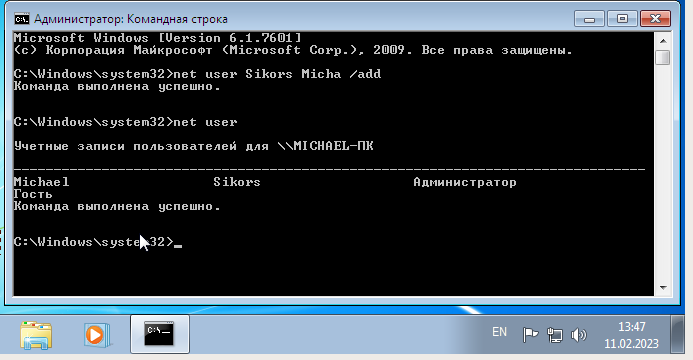 Администратор: Командная строка
Microsoft Windows [Version 6.1.7601]
(c) Корпорация Майкрософт (Microsoft Corp.), 2009. Все права защищены.
C:\Windows\system32>net user Sikors Micha /add
Команда выполнена успешно.
C:\Windows\system32>net user
Учетные записи пользователей для \\MICHAEL-ПК
-------------------------------------------------------------------------------
Michael Sikors Администратор
Гость
Команда выполнена успешно.
C:\Windows\system32>_
EN
13:47
11.02.2023